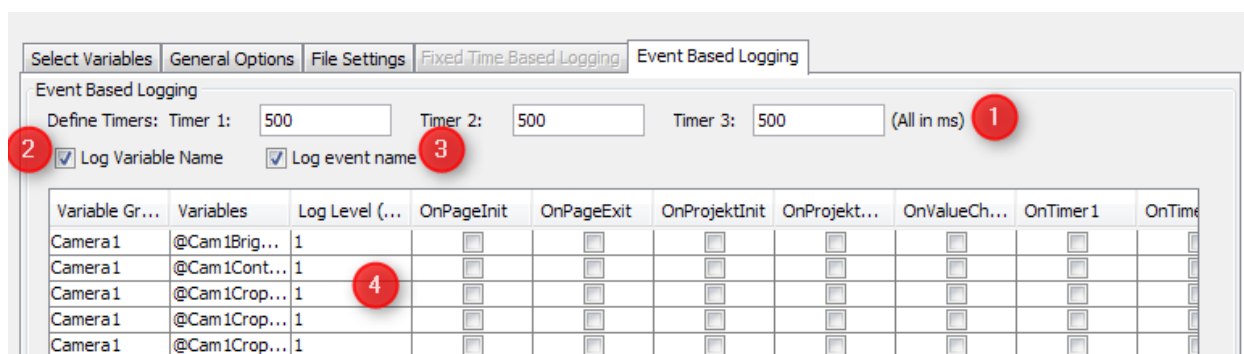 Select Variables General Options File Settings Fixed Time Based Logging Event Based Logging
Event Based Logging
Define Timers: Timer 1: 500 Timer 2: 500 Timer 3: 500 (All in ms) 1
2 Log Variable Name Log event name 3
Variable Gr... Variables Log Level (... OnPageInit OnPageExit OnProjektInit OnProjekt... OnValueCh... OnTimer1 OnTime
Camera1 @Cam1Brig... 1
Camera1 @Cam1Cont... 1
4
Camera1 @Cam1Crop... 1
Camera1 @Cam1Crop... 1
Camera1 @Cam1Crop... 1